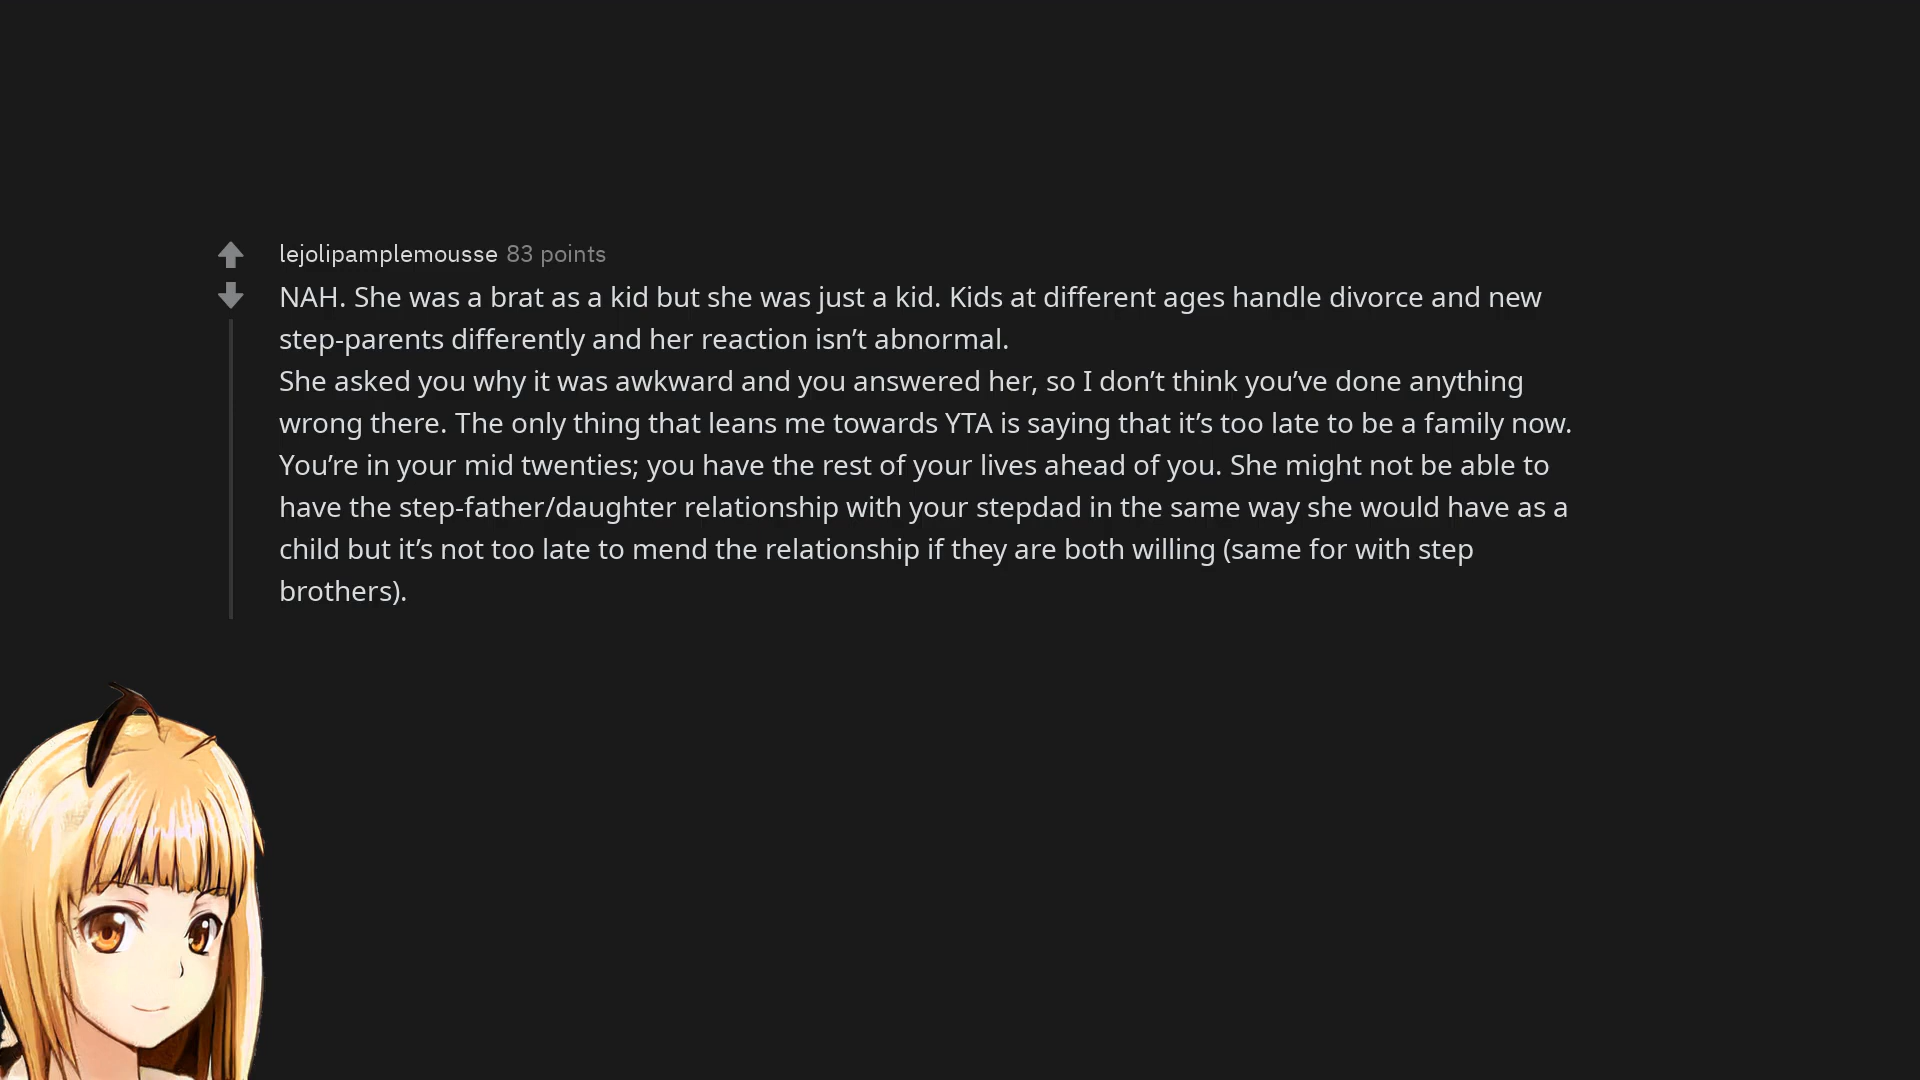 lejolipamplemousse 83 points
NAH. She was a brat as a kid but she was just a kid. Kids at different ages handle divorce and new
step-parents differently and her reaction isn’t abnormal.
She asked you why it was awkward and you answered her, so I don’t think you’ve done anything
wrong there. The only thing that leans me towards YTA is saying that it’s too late to be a family now.
You’re in your mid twenties; you have the rest of your lives ahead of you. She might not be able to
have the step-father/daughter relationship with your stepdad in the same way she would have as a
child but it’s not too late to mend the relationship if they are both willing (same for with step
brothers).